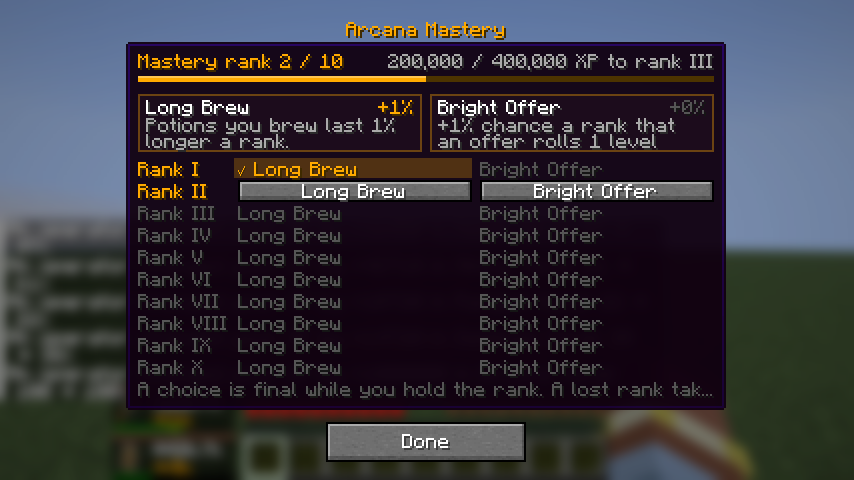 Arcana Mastery
Mastery rank 2 / 10 200,000 / 400,000 XP to rank III
Long Brew +1%
Potions you brew last 1%
longer a rank.
Bright Offer +0%
+1% chance a rank that
an offer rolls 1 level
Rank I ✓ Long Brew Bright Offer
Rank II Long Brew Bright Offer
Rank III Long Brew Bright Offer
Rank IV Long Brew Bright Offer
Rank V Long Brew Bright Offer
Rank VI Long Brew Bright Offer
Rank VII Long Brew Bright Offer
Rank VIII Long Brew Bright Offer
Rank IX Long Brew Bright Offer
Rank X Long Brew Bright Offer
A choice is final while you hold the rank. A lost rank tak...
Done